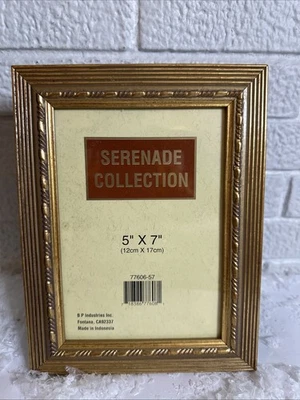 SERENADE
COLLECTION
5" X 7"
(12cm X 17cm)
77606-57
B P Industries Inc.
Fontana, CA92337
Made in Indonesia